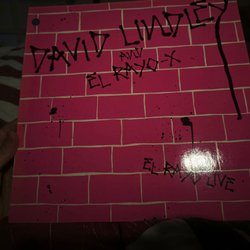 DAVID LINDLEY
AND
EL RAYO-X
EL RAYO LIVE